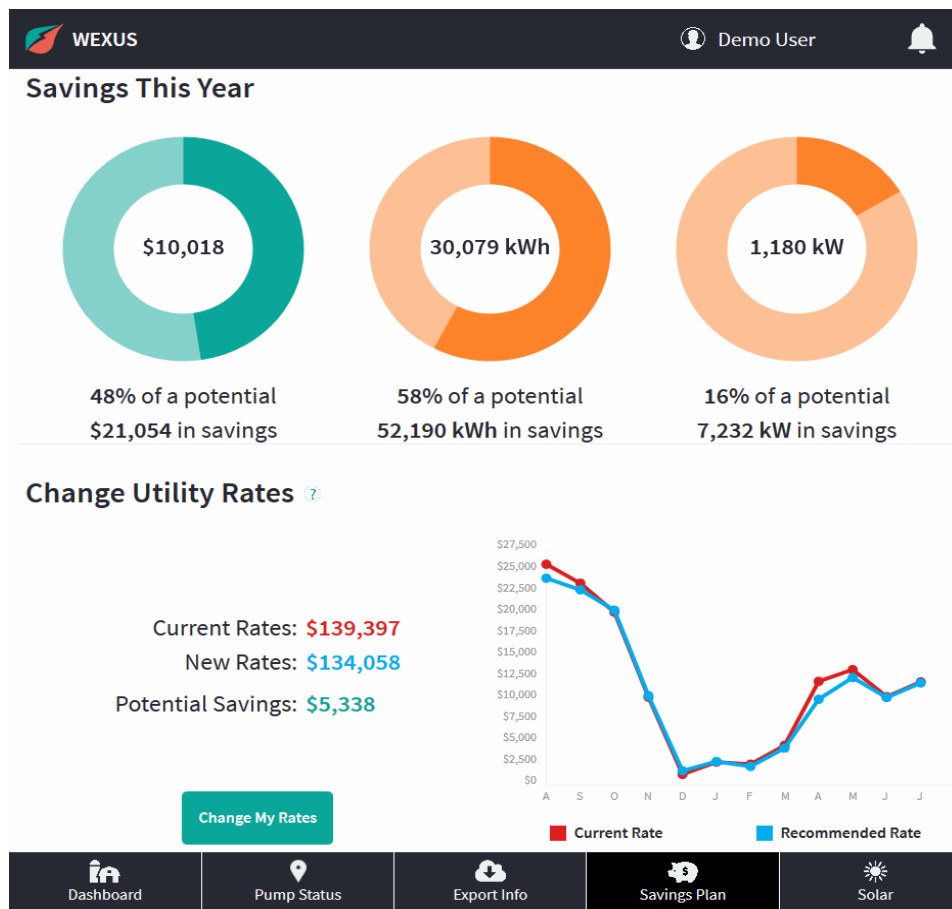 WEXUS
Demo User
Savings This Year
$10,018
30,079 kWh
1,180 kW
48% of a potential
$21,054 in savings
58% of a potential
52,190 kWh in savings
16% of a potential
7,232 kW in savings
Change Utility Rates ?
Current Rates: $139,397
New Rates: $134,058
Potential Savings: $5,338
Change My Rates
$27,500
$25,000
$22,500
$20,000
$17,500
$15,000
$12,500
$10,000
$7,500
$5,000
$2,500
$0
A S O N D J F M A M J J
Current Rate
Recommended Rate
Dashboard
Pump Status
Export Info
$
Savings Plan
Solar